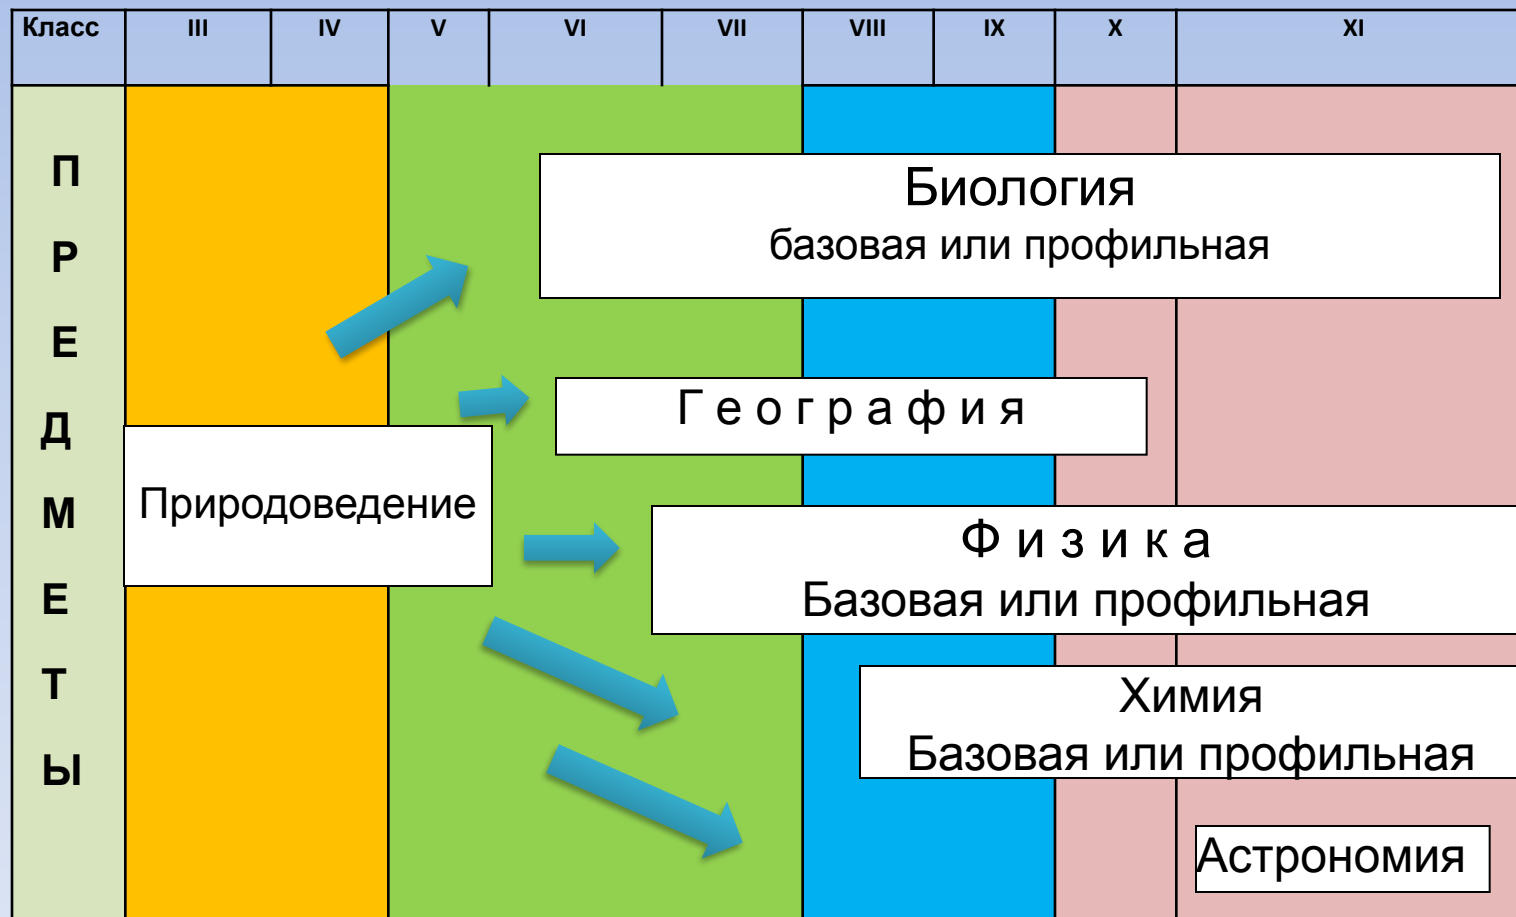 Класс III IV V VI VII VIII IX X XI
П
Р
Е
Д
М
Е
Т
Ы
Биология
базовая или профильная
Г е о г р а ф и я
Природоведение
Ф и з и к а
Базовая или профильная
Химия
Базовая или профильная
Астрономия